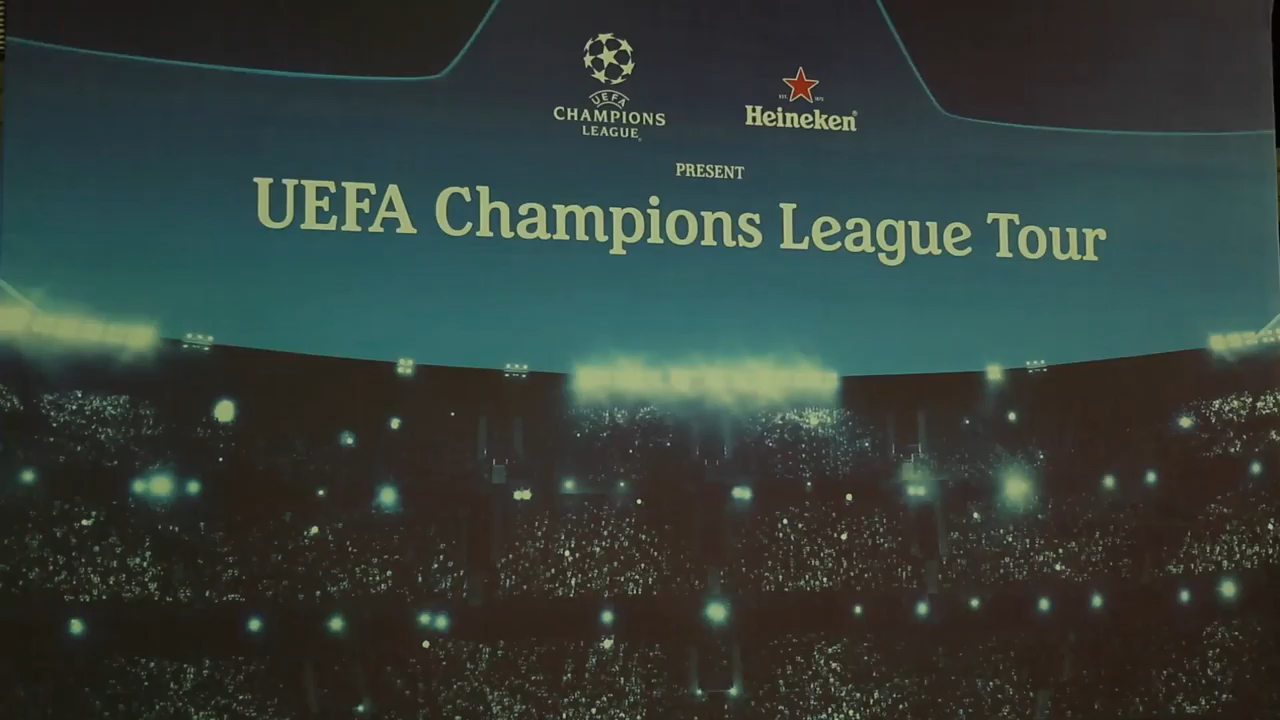 UEFA
CHAMPIONS
LEAGUE
Heineken
PRESENT
UEFA Champions League Tour